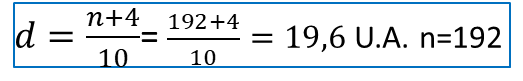 d = (n+4)/10 = (192+4)/10 = 19,6 U.A. n=192